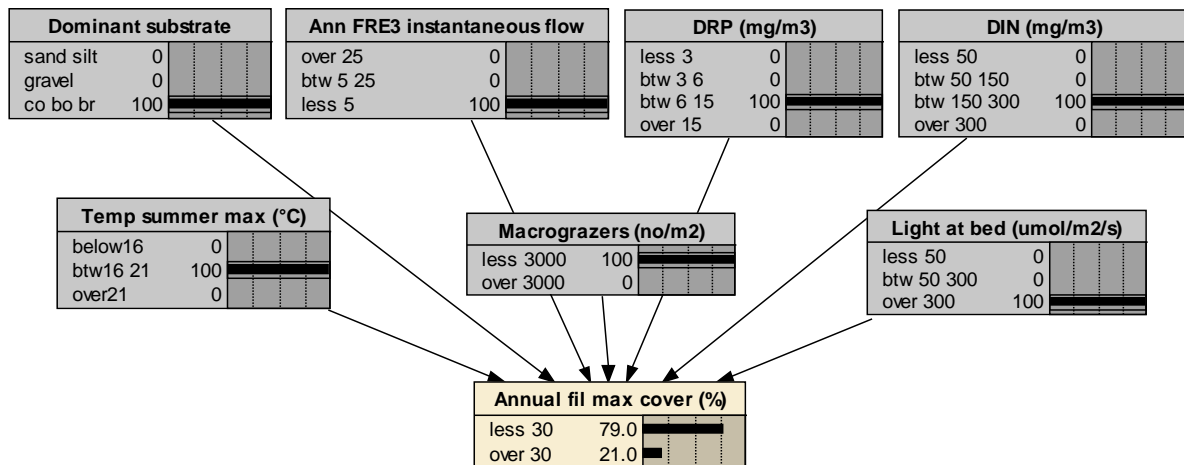 Dominant substrate
sand silt 0
gravel 0
co bo br 100
Ann FRE3 instantaneous flow
over 25 0
btw 5 25 0
less 5 100
DRP (mg/m3)
less 3 0
btw 3 6 0
btw 6 15 100
over 15 0
DIN (mg/m3)
less 50 0
btw 50 150 0
btw 150 300 100
over 300 0
Temp summer max (°C)
below16 0
btw16 21 100
over21 0
Macrograzers (no/m2)
less 3000 100
over 3000 0
Light at bed (umol/m2/s)
less 50 0
btw 50 300 0
over 300 100
Annual fil max cover (%)
less 30 79.0
over 30 21.0